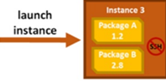 launch
instance
Instance 3
Package A
1.2
Package B
2.8
SSH